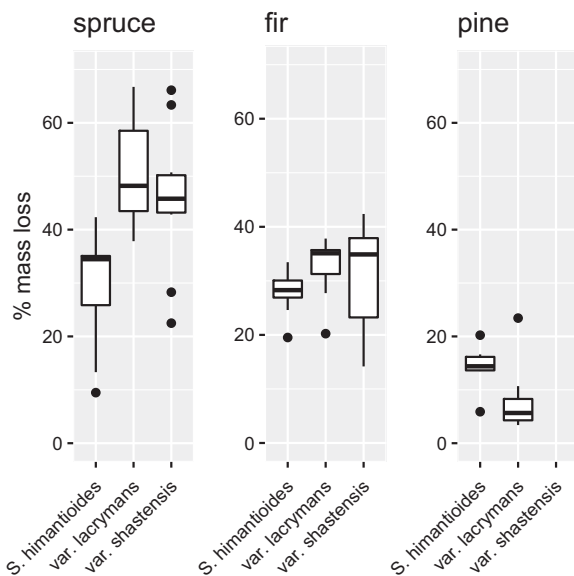 spruce
fir
pine
% mass loss
60
40
20
0
S. himantioides
var. lacrymans
var. shastensis
60
40
20
0
S. himantioides
var. lacrymans
var. shastensis
60
40
20
0
S. himantioides
var. lacrymans
var. shastensis